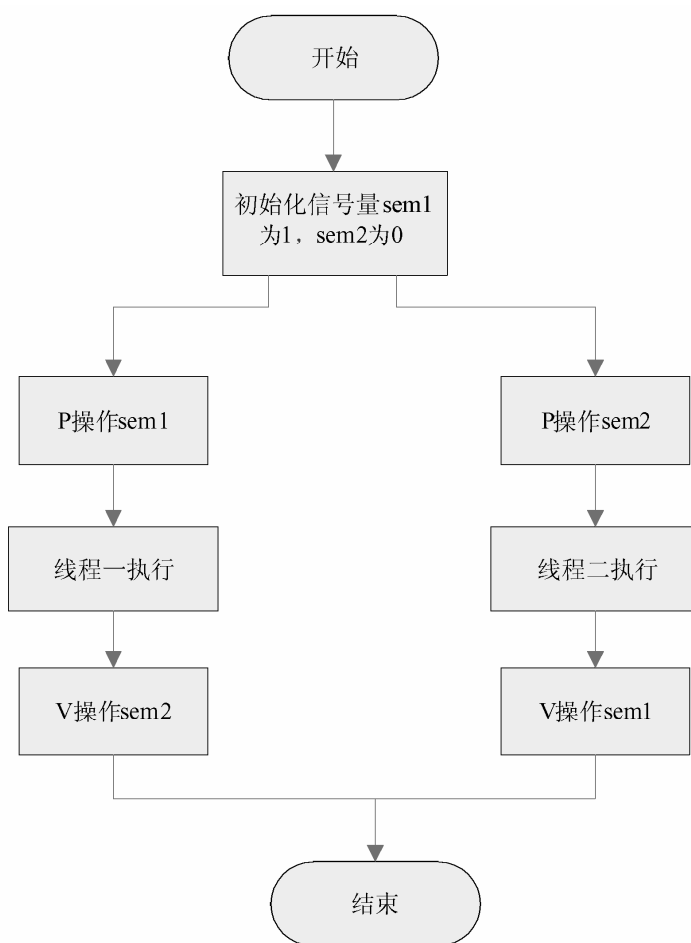 开始
初始化信号量sem1
为1，sem2为0
P操作sem1
P操作sem2
线程一执行
线程二执行
V操作sem2
V操作sem1
结束